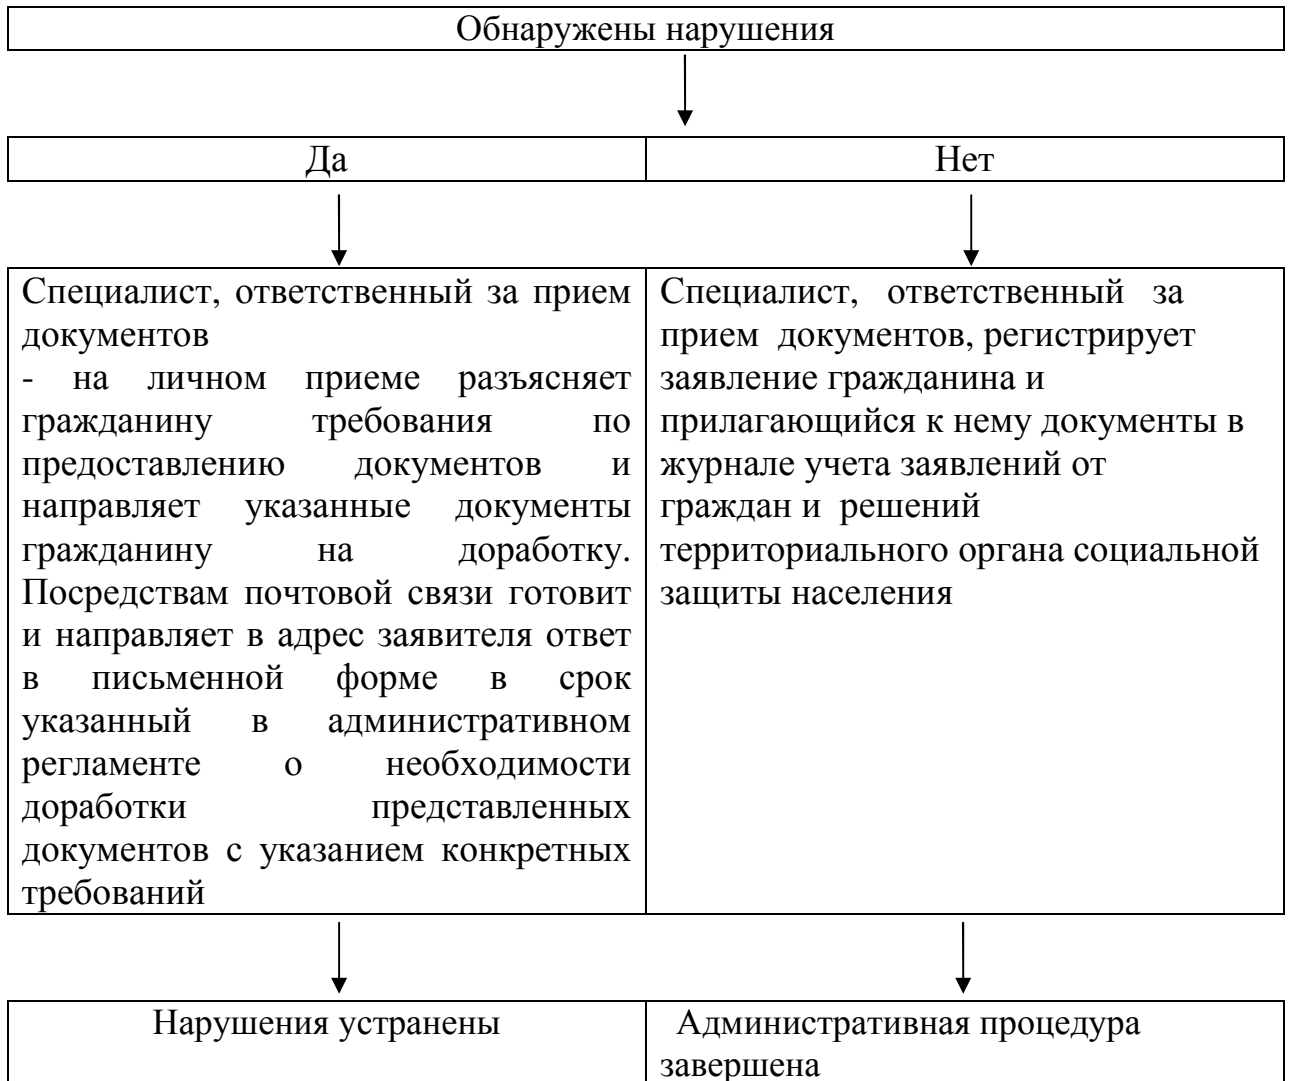 Обнаружены нарушения
Да
Нет
Специалист, ответственный за прием
документов
- на личном приеме разъясняет
гражданину требования по
предоставлению документов и
направляет указанные документы
гражданину на доработку.
Посредствам почтовой связи готовит
и направляет в адрес заявителя ответ
в письменной форме в срок
указанный в административном
регламенте о необходимости
доработки представленных
документов с указанием конкретных
требований
Специалист, ответственный за
прием документов, регистрирует
заявление гражданина и
прилагающийся к нему документы в
журнале учета заявлений от
граждан и решений
территориального органа социальной
защиты населения
Нарушения устранены
Административная процедура
завершена